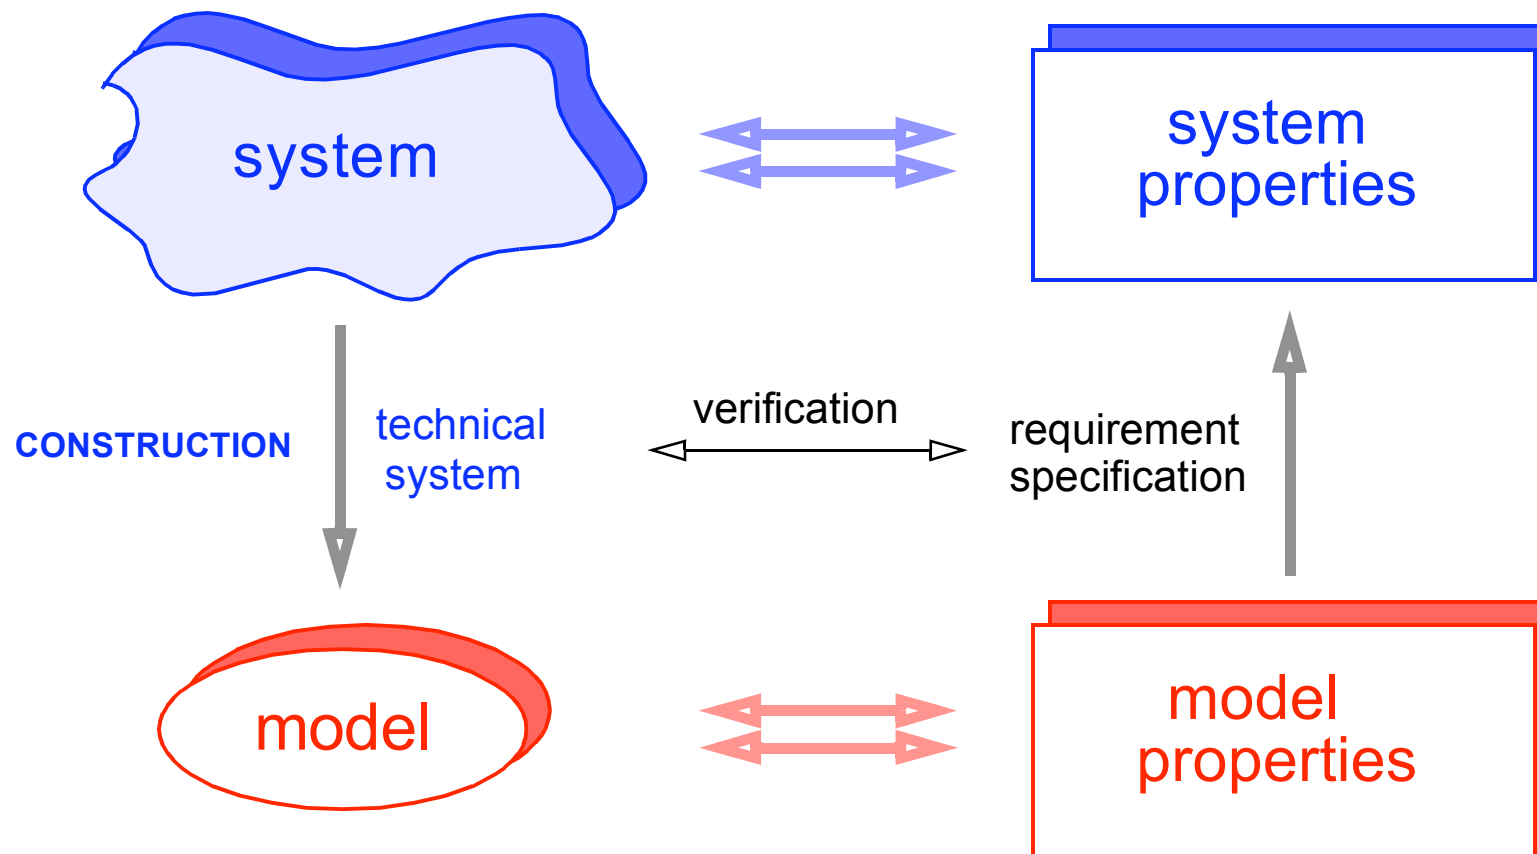 system
system
properties
CONSTRUCTION
technical
system
verification
requirement
specification
model
model
properties